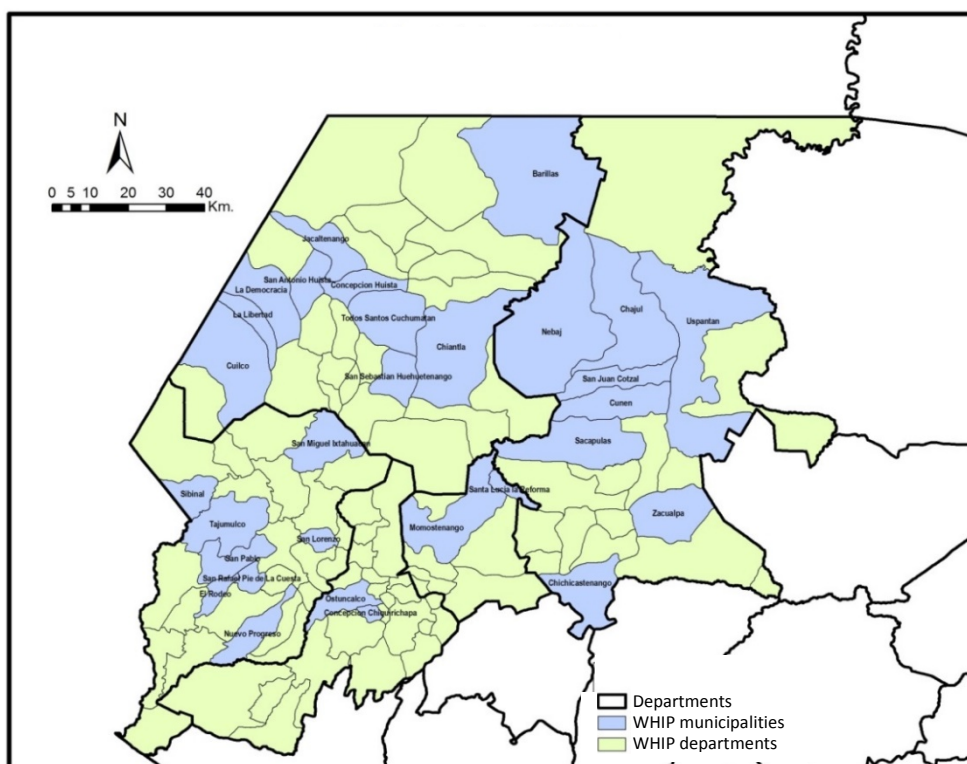 N
0 5 10 20 30 40
Km.
Barillas
Jacaltenango
San Antonio Huista
Concepcion Huista
La Democracia
La Libertad
Todos Santos Cuchumatan
Chiantla
Nebaj
Chajul
Uspantan
Cuilco
San Sebastian Huehuetenango
San Juan Cotzal
Cunen
San Miguel Ixtahuacan
Sacapulas
Sibinal
Santa Lucia la Reforma
Tajumulco
Momostenango
Zacualpa
San Lorenzo
San Pablo
San Rafael Pie de La Cuesta
El Rodeo
Chichicastenango
Ostuncalco
Concepcion Chiquirichapa
Nuevo Progreso
Departments
WHIP municipalities
WHIP departments